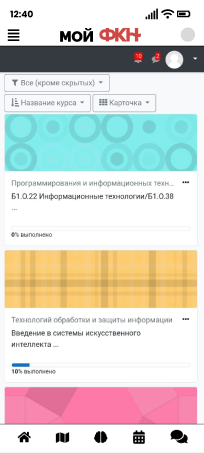 12:40
МОЙ ФКН+
10 2
Все (кроме скрытых)
Название курса Карточка
Программирования и информационных техн...
Б1.О.22 Информационные технологии/Б1.О.38
...
0% выполнено
Технологий обработки и защиты информации
Введение в системы искусственного
интеллекта ...
10% выполнено